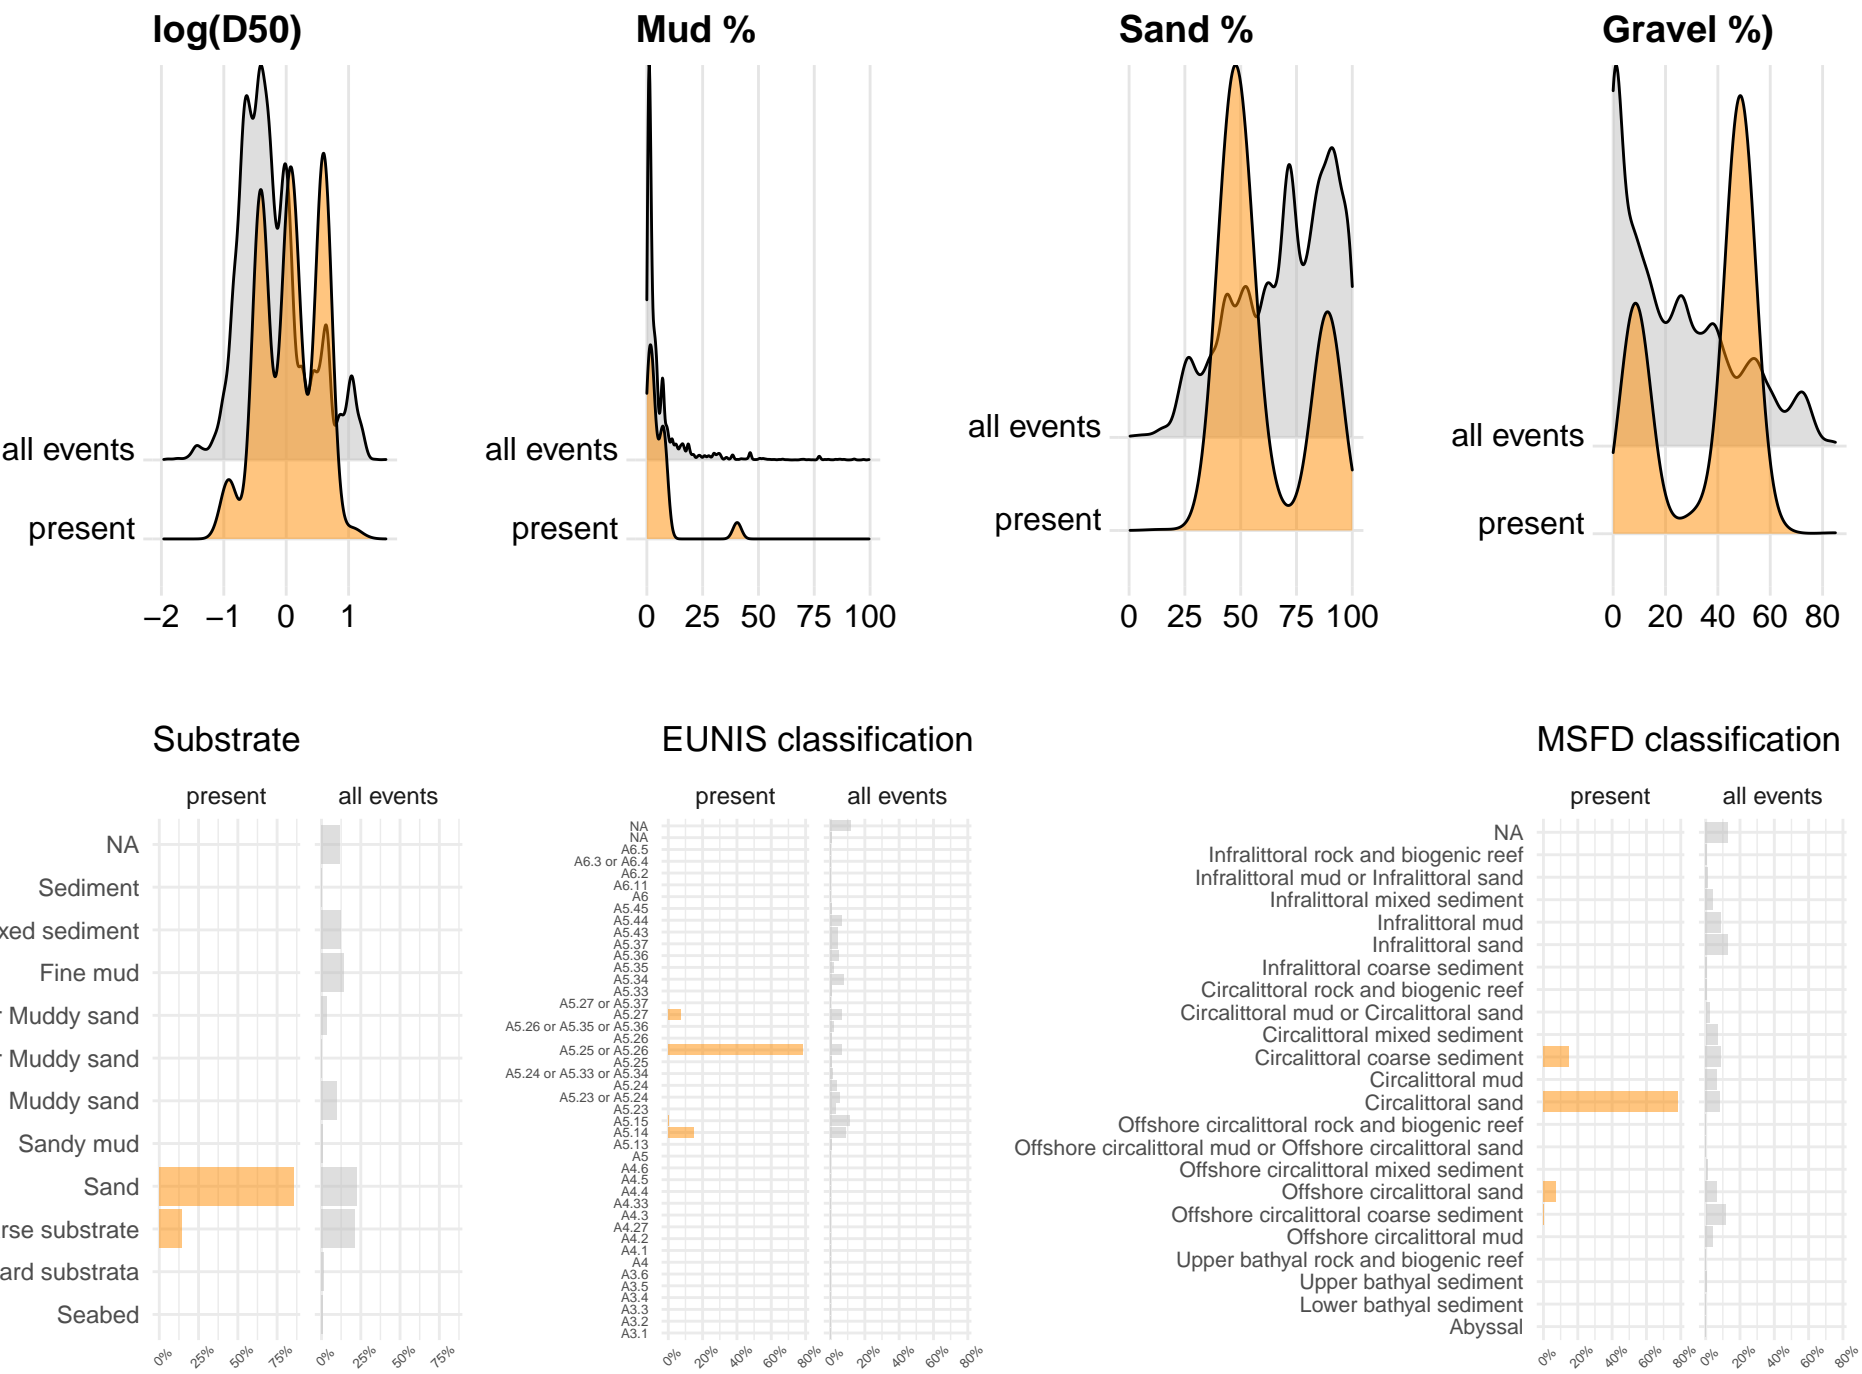 log(D50)
Mud %
Sand %
Gravel %)
all events
present
all events
present
all events
present
all events
present
−2 −1 0 1
0 25 50 75 100
0 25 50 75 100
0 20 40 60 80
Substrate
present all events
NA
Sediment
xed sediment
Fine mud
r Muddy sand
r Muddy sand
Muddy sand
Sandy mud
Sand
rse substrate
ard substrata
Seabed
0% 25% 50% 75% 0% 25% 50% 75%
EUNIS classification
present all events
NA
NA
A6.5
A6.3 or A6.4
A6.2
A6.11
A6
A5.45
A5.44
A5.43
A5.37
A5.36
A5.35
A5.34
A5.33
A5.27 or A5.37
A5.27
A5.26 or A5.35 or A5.36
A5.26
A5.25 or A5.26
A5.25
A5.24 or A5.33 or A5.34
A5.24
A5.23 or A5.24
A5.23
A5.15
A5.14
A5.13
A5
A4.6
A4.5
A4.4
A4.33
A4.3
A4.27
A4.2
A4.1
A4
A3.6
A3.5
A3.4
A3.3
A3.2
A3.1
0% 20% 40% 60% 80% 0% 20% 40% 60% 80%
MSFD classification
present all events
NA
Infralittoral rock and biogenic reef
Infralittoral mud or Infralittoral sand
Infralittoral mixed sediment
Infralittoral mud
Infralittoral sand
Infralittoral coarse sediment
Circalittoral rock and biogenic reef
Circalittoral mud or Circalittoral sand
Circalittoral mixed sediment
Circalittoral coarse sediment
Circalittoral mud
Circalittoral sand
Offshore circalittoral rock and biogenic reef
Offshore circalittoral mud or Offshore circalittoral sand
Offshore circalittoral mixed sediment
Offshore circalittoral sand
Offshore circalittoral coarse sediment
Offshore circalittoral mud
Upper bathyal rock and biogenic reef
Upper bathyal sediment
Lower bathyal sediment
Abyssal
0% 20% 40% 60% 80% 0% 20% 40% 60% 80%